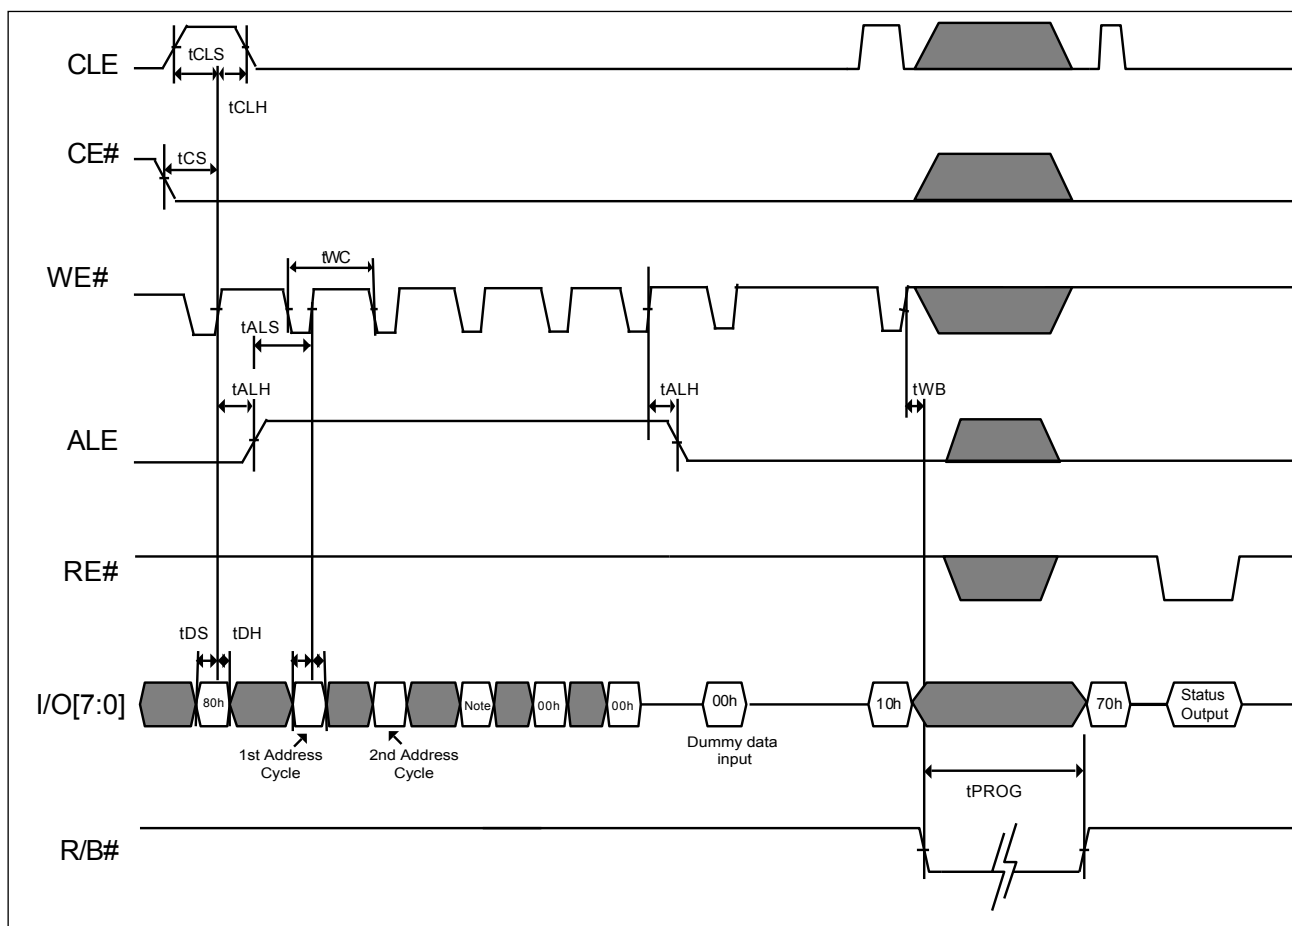 CLE
tCLS
tCLH
CE#
tCS
WE#
tWC
tALS
tALH
tALH
tWB
ALE
RE#
tDS
tDH
I/O[7:0]
80h
Note
00h
00h
00h
10h
70h
Status
Output
1st Address
Cycle
2nd Address
Cycle
Dummy data
input
tPROG
R/B#